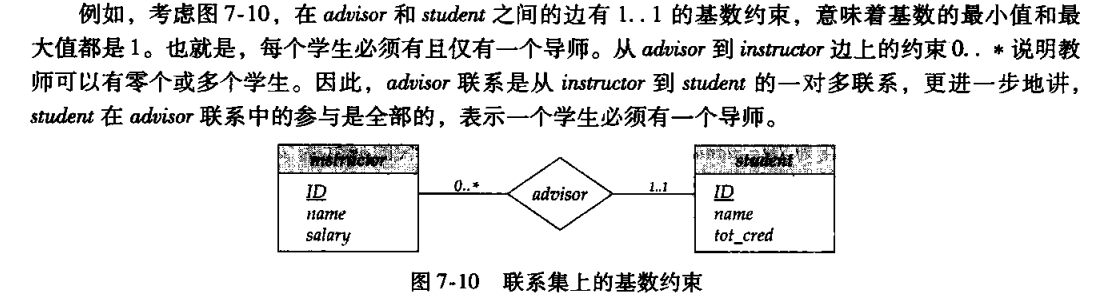 例如，考虑图7-10，在 advisor 和 student 之间的边有 1..1 的基数约束，意味着基数的最小值和最
大值都是1。也就是，每个学生必须有且仅有一个导师。从 advisor 到 instructor 边上的约束 0..* 说明教
师可以有零个或多个学生。因此，advisor 联系是从 instructor 到 student 的一对多联系，更进一步地讲，
student 在 advisor 联系中的参与是全部的，表示一个学生必须有一个导师。
instructor
ID
name
salary
0..*
advisor
1..1
student
ID
name
tot_cred
图7-10 联系集上的基数约束